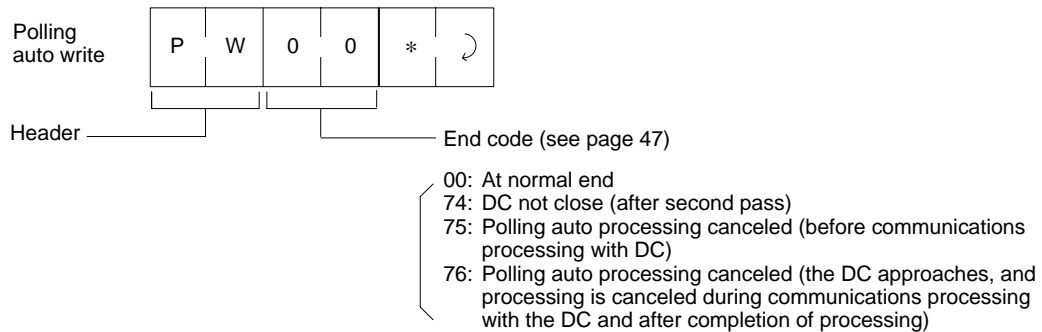 Polling
auto write
P W 0 0 * ⤸
Header
End code (see page 47)
00: At normal end
74: DC not close (after second pass)
75: Polling auto processing canceled (before communications
processing with DC)
76: Polling auto processing canceled (the DC approaches, and
processing is canceled during communications processing
with the DC and after completion of processing)